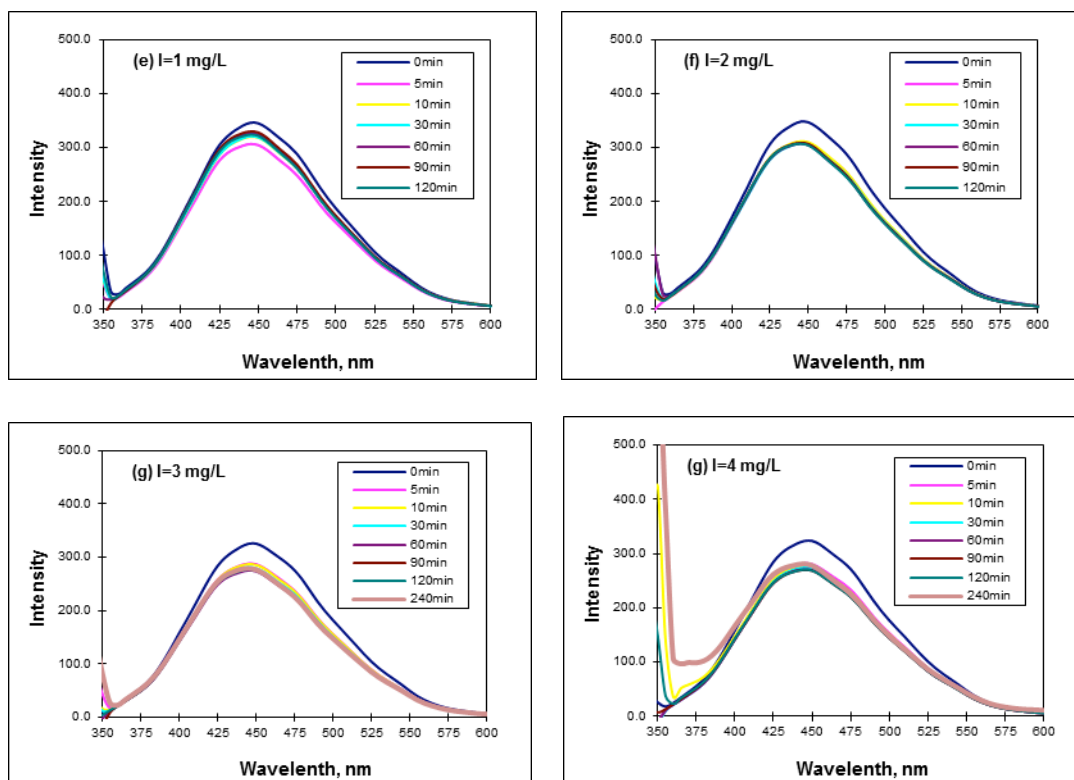 (e) I=1 mg/L
500.0
400.0
300.0
200.0
100.0
0.0
Intensity
0min
5min
10min
30min
60min
90min
120min
350 375 400 425 450 475 500 525 550 575 600
Wavelenth, nm
(f) I=2 mg/L
500.0
400.0
300.0
200.0
100.0
0.0
Intensity
0min
5min
10min
30min
60min
90min
120min
350 375 400 425 450 475 500 525 550 575 600
Wavelenth, nm
(g) I=3 mg/L
500.0
400.0
300.0
200.0
100.0
0.0
Intensity
0min
5min
10min
30min
60min
90min
120min
240min
350 375 400 425 450 475 500 525 550 575 600
Wavelenth, nm
(g) I=4 mg/L
500.0
400.0
300.0
200.0
100.0
0.0
Intensity
0min
5min
10min
30min
60min
90min
120min
240min
350 375 400 425 450 475 500 525 550 575 600
Wavelenth, nm